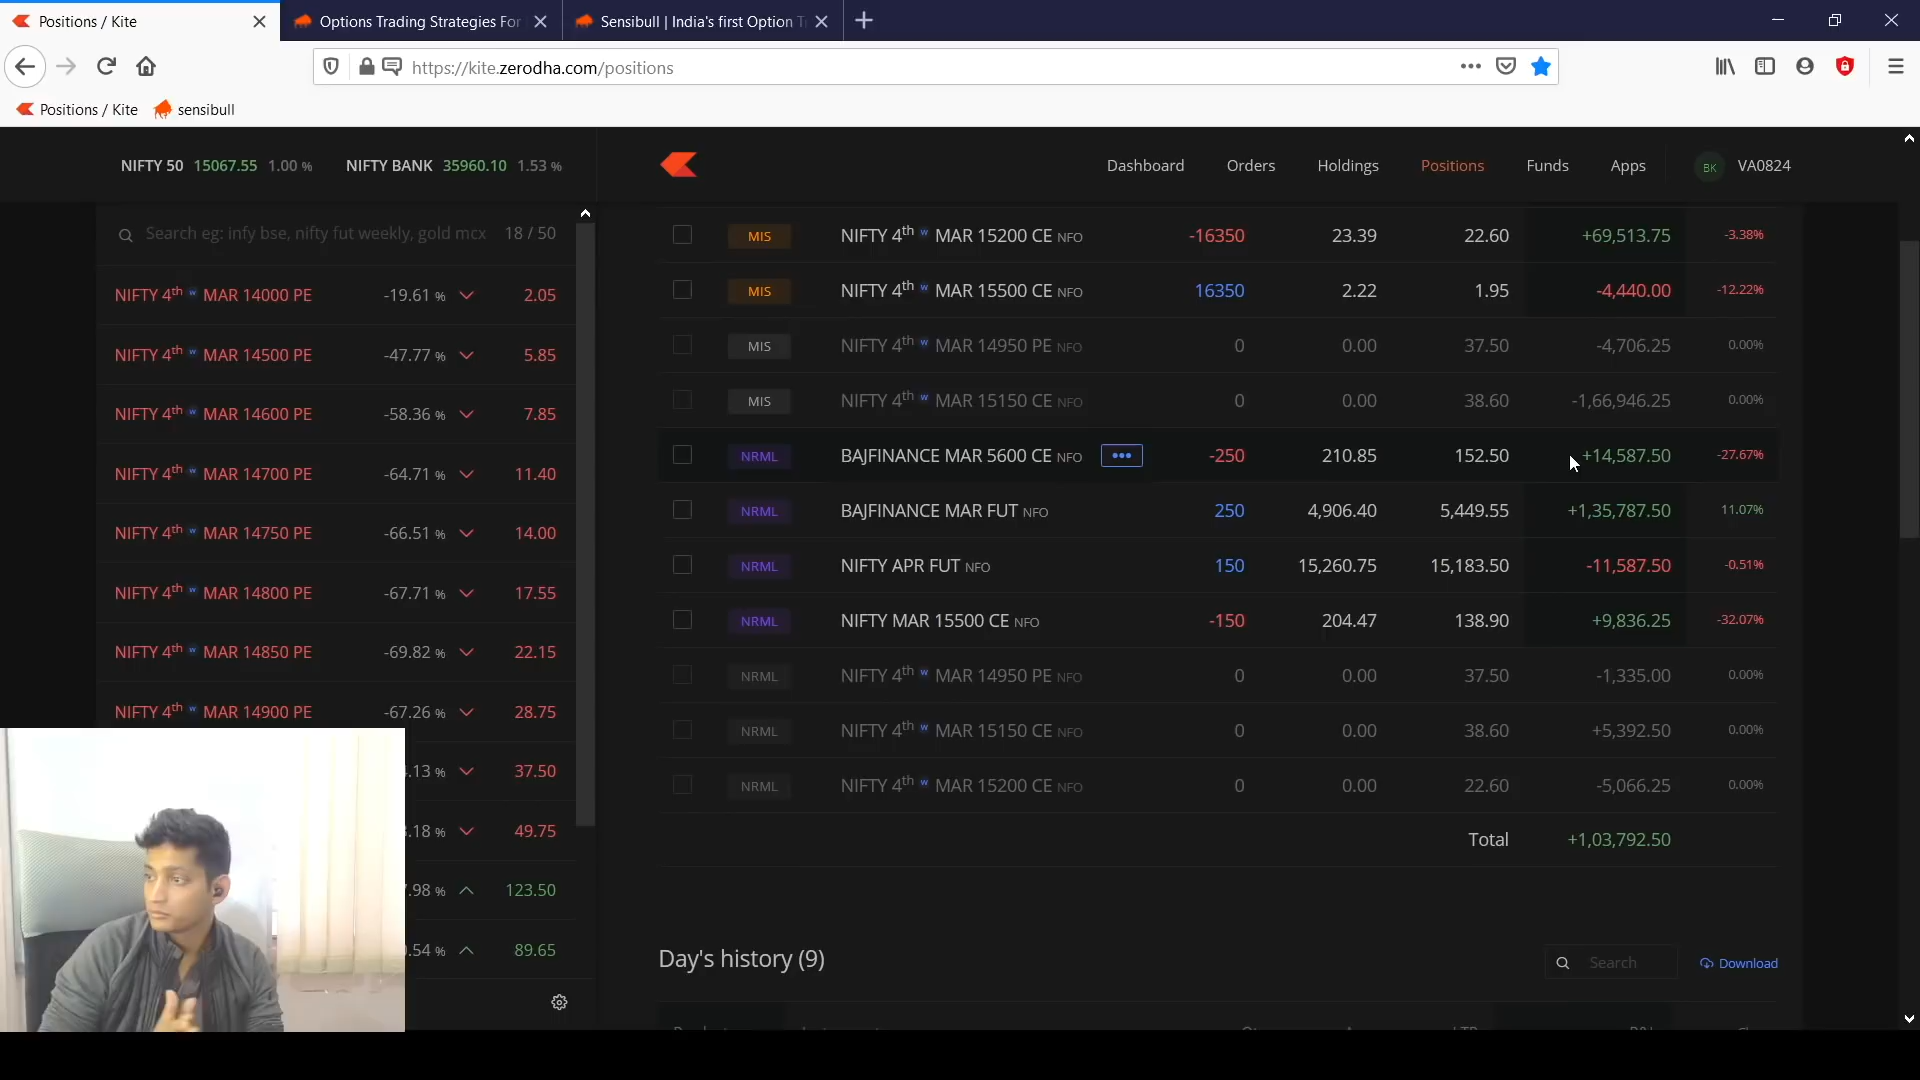 Positions / Kite
Options Trading Strategies For
Sensibull | India's first Option T
https://kite.zerodha.com/positions
Positions / Kite
sensibull
NIFTY 50 15067.55 1.00 %
NIFTY BANK 35960.10 1.53 %
Dashboard Orders Holdings Positions Funds Apps BK VA0824
Search eg: infy bse, nifty fut weekly, gold mcx 18 / 50
NIFTY 4th w MAR 14000 PE -19.61 % 2.05
NIFTY 4th w MAR 14500 PE -47.77 % 5.85
NIFTY 4th w MAR 14600 PE -58.36 % 7.85
NIFTY 4th w MAR 14700 PE -64.71 % 11.40
NIFTY 4th w MAR 14750 PE -66.51 % 14.00
NIFTY 4th w MAR 14800 PE -67.71 % 17.55
NIFTY 4th w MAR 14850 PE -69.82 % 22.15
NIFTY 4th w MAR 14900 PE -67.26 % 28.75
.13 % 37.50
.18 % 49.75
.98 % 123.50
.54 % 89.65
MIS NIFTY 4th w MAR 15200 CE NFO -16350 23.39 22.60 +69,513.75 -3.38%
MIS NIFTY 4th w MAR 15500 CE NFO 16350 2.22 1.95 -4,440.00 -12.22%
MIS NIFTY 4th w MAR 14950 PE NFO 0 0.00 37.50 -4,706.25 0.00%
MIS NIFTY 4th w MAR 15150 CE NFO 0 0.00 38.60 -1,66,946.25 0.00%
NRML BAJFINANCE MAR 5600 CE NFO ••• -250 210.85 152.50 +14,587.50 -27.67%
NRML BAJFINANCE MAR FUT NFO 250 4,906.40 5,449.55 +1,35,787.50 11.07%
NRML NIFTY APR FUT NFO 150 15,260.75 15,183.50 -11,587.50 -0.51%
NRML NIFTY MAR 15500 CE NFO -150 204.47 138.90 +9,836.25 -32.07%
NRML NIFTY 4th w MAR 14950 PE NFO 0 0.00 37.50 -1,335.00 0.00%
NRML NIFTY 4th w MAR 15150 CE NFO 0 0.00 38.60 +5,392.50 0.00%
NRML NIFTY 4th w MAR 15200 CE NFO 0 0.00 22.60 -5,066.25 0.00%
Total +1,03,792.50
Day's history (9)
Search Download